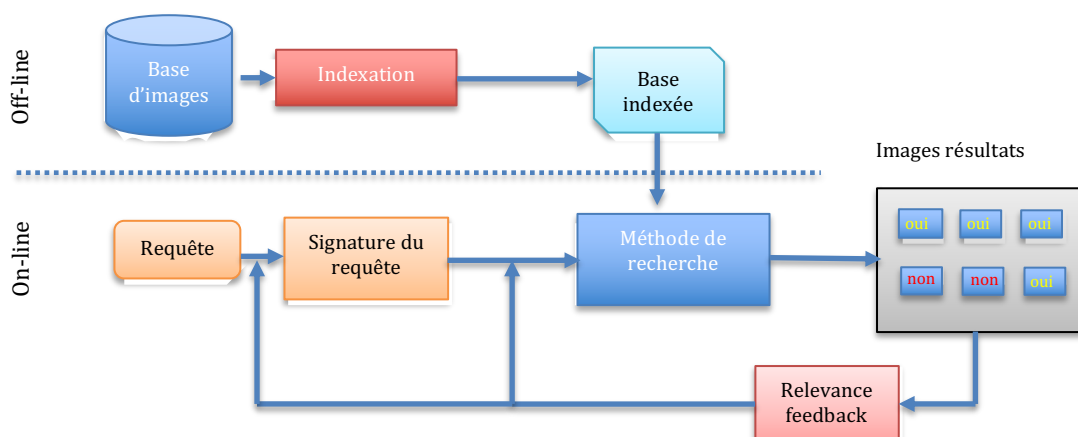 Off-line
Base
d'images
Indexation
Base
indexée
Images résultats
On-line
Requête
Signature du
requête
Méthode de
recherche
oui
oui
oui
non
non
oui
Relevance
feedback